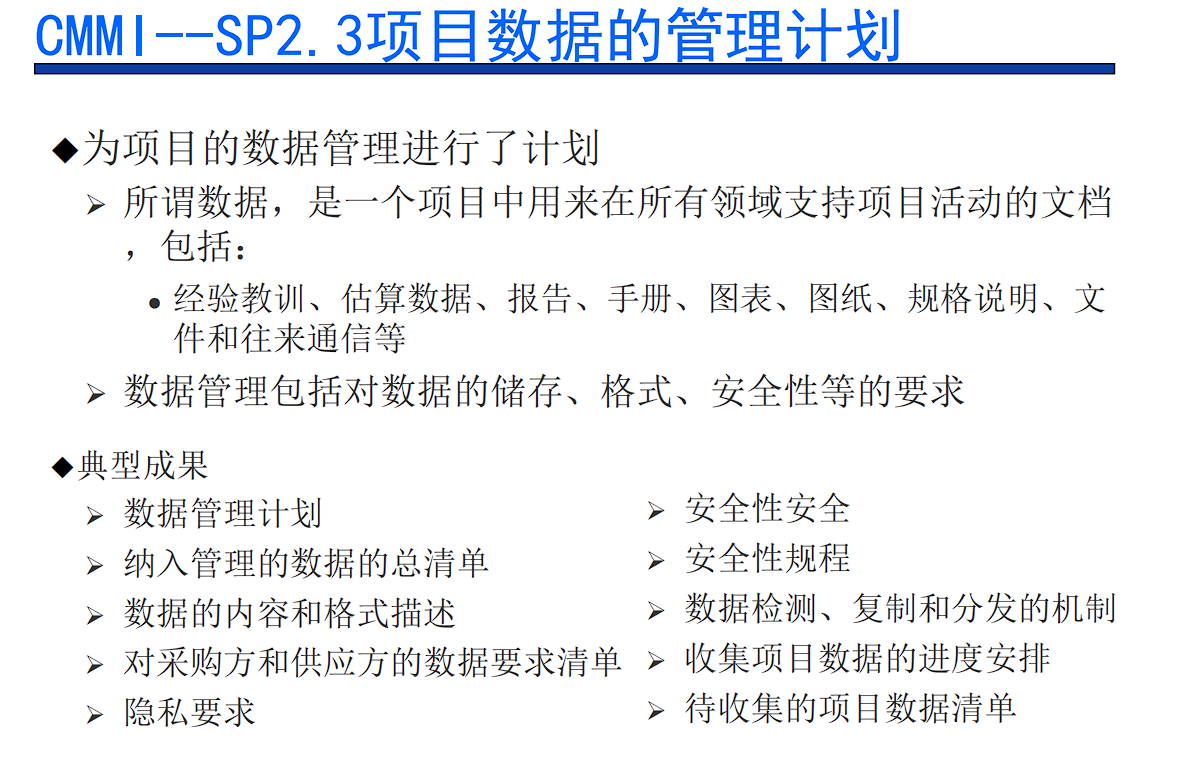 CMMI--SP2.3项目数据的管理计划
◆为项目的数据管理进行了计划
➢ 所谓数据，是一个项目中用来在所有领域支持项目活动的文档
，包括：
● 经验教训、估算数据、报告、手册、图表、图纸、规格说明、文
件和往来通信等
➢ 数据管理包括对数据的储存、格式、安全性等的要求
◆典型成果
➢ 数据管理计划
➢ 纳入管理的数据的总清单
➢ 数据的内容和格式描述
➢ 对采购方和供应方的数据要求清单
➢ 隐私要求
➢ 安全性安全
➢ 安全性规程
➢ 数据检测、复制和分发的机制
➢ 收集项目数据的进度安排
➢ 待收集的项目数据清单